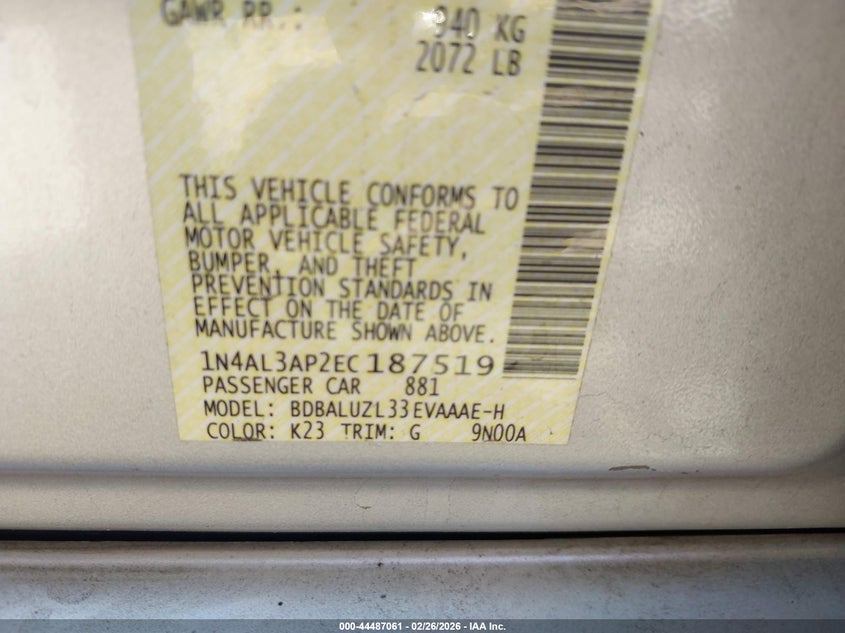 GAWR RR.: 940 KG
2072 LB
THIS VEHICLE CONFORMS TO
ALL APPLICABLE FEDERAL
MOTOR VEHICLE SAFETY,
BUMPER, AND THEFT
PREVENTION STANDARDS IN
EFFECT ON THE DATE OF
MANUFACTURE SHOWN ABOVE.
1N4AL3AP2EC187519
PASSENGER CAR 881
MODEL: BDBALUZL33EVAAAE-H
COLOR: K23 TRIM: G 9N00A
000-44487061 - 02/26/2026 - IAA Inc.